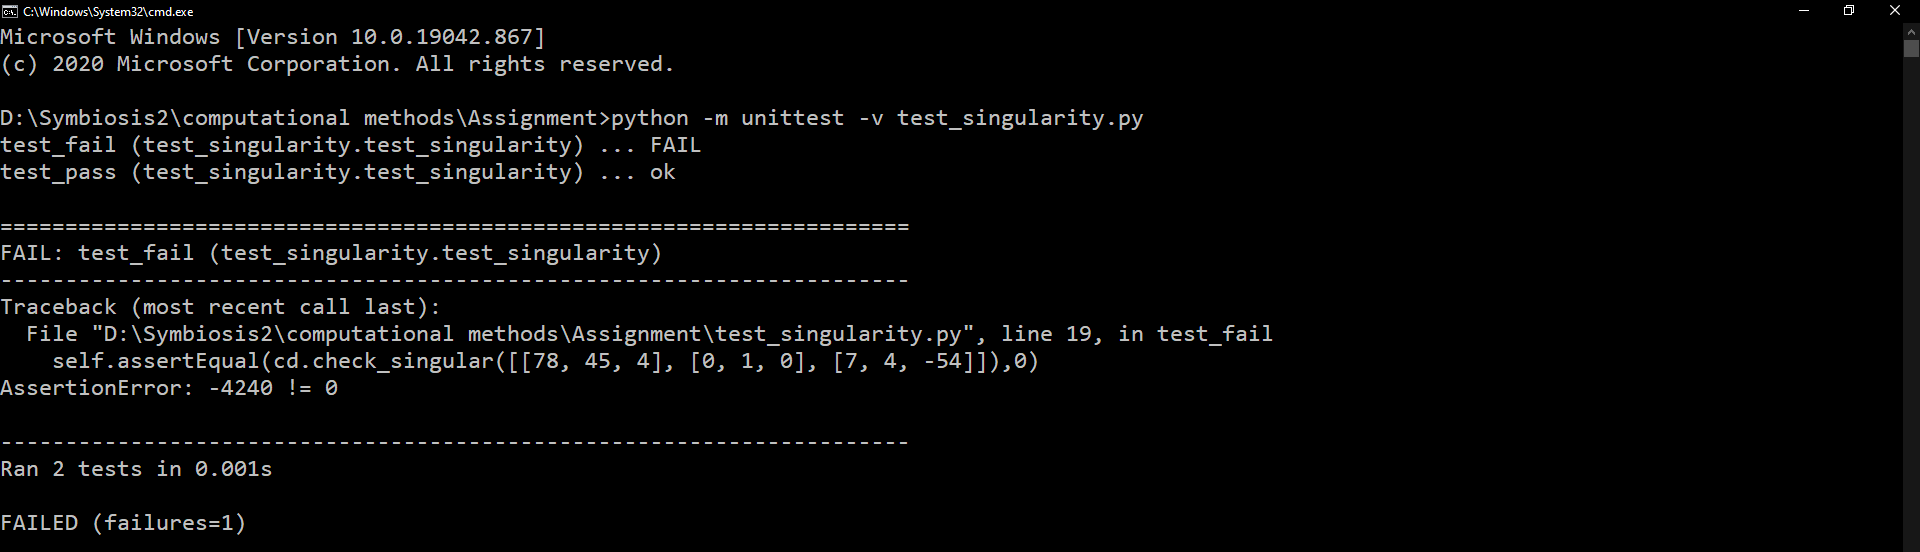 C:\Windows\System32\cmd.exe
Microsoft Windows [Version 10.0.19042.867]
(c) 2020 Microsoft Corporation. All rights reserved.
D:\Symbiosis2\computational methods\Assignment>python -m unittest -v test_singularity.py
test_fail (test_singularity.test_singularity) ... FAIL
test_pass (test_singularity.test_singularity) ... ok
======================================================================
FAIL: test_fail (test_singularity.test_singularity)
----------------------------------------------------------------------
Traceback (most recent call last):
  File "D:\Symbiosis2\computational methods\Assignment\test_singularity.py", line 19, in test_fail
    self.assertEqual(cd.check_singular([[78, 45, 4], [0, 1, 0], [7, 4, -54]]),0)
AssertionError: -4240 != 0
----------------------------------------------------------------------
Ran 2 tests in 0.001s
FAILED (failures=1)